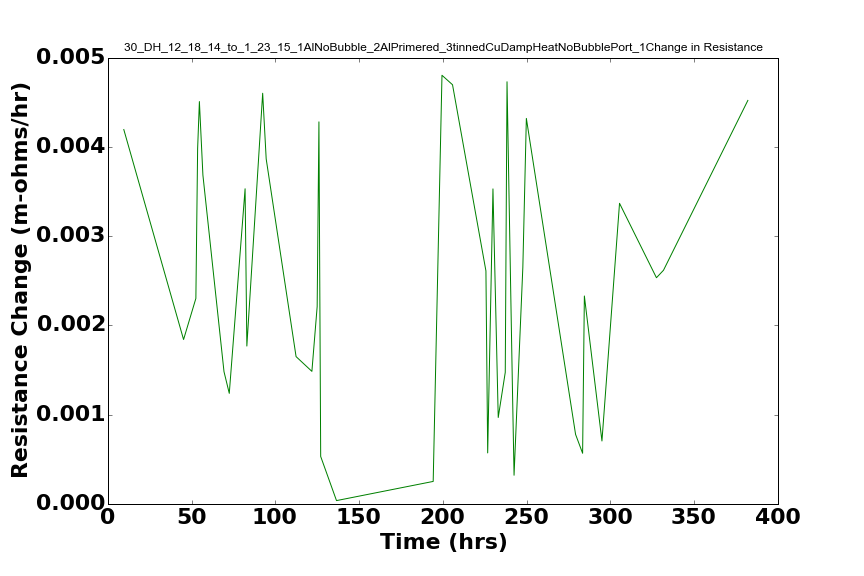 30_DH_12_18_14_to_1_23_15_1AlNoBubble_2AlPrimered_3tinnedCuDampHeatNoBubblePort_1Change in Resistance
0.005
0.004
0.003
0.002
0.001
0.000
Resistance Change (m-ohms/hr)
0 50 100 150 200 250 300 350 400
Time (hrs)